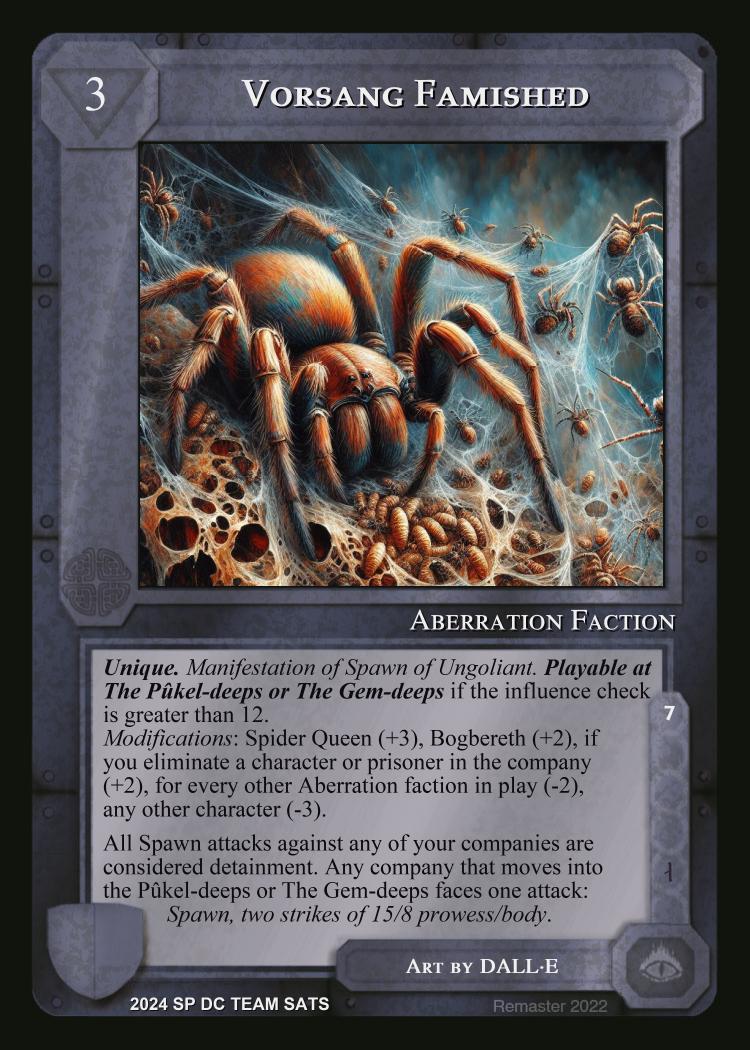 3
Vorsang Famished
Aberration Faction
Unique. Manifestation of Spawn of Ungoliant. Playable at
The Pûkel-deeps or The Gem-deeps if the influence check
is greater than 12.
7
Modifications: Spider Queen (+3), Bogbereth (+2), if
you eliminate a character or prisoner in the company
(+2), for every other Aberration faction in play (-2),
any other character (-3).
All Spawn attacks against any of your companies are
considered detainment. Any company that moves into
the Pûkel-deeps or The Gem-deeps faces one attack:
Spawn, two strikes of 15/8 prowess/body.
Art by DALL·E
2024 SP DC TEAM SATS
Remaster 2022